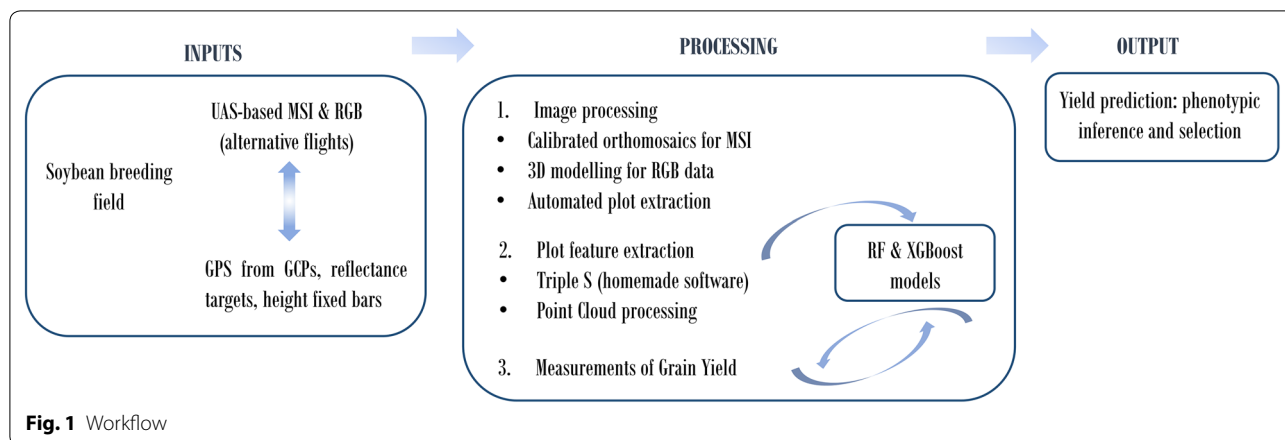 INPUTS
Soybean breeding
field
UAS-based MSI & RGB
(alternative flights)
GPS from GCPs, reflectance
targets, height fixed bars
PROCESSING
1. Image processing
• Calibrated orthomosaics for MSI
• 3D modelling for RGB data
• Automated plot extraction
2. Plot feature extraction
• Triple S (homemade software)
• Point Cloud processing
3. Measurements of Grain Yield
RF & XGBoost
models
OUTPUT
Yield prediction: phenotypic
inference and selection
Fig. 1 Workflow